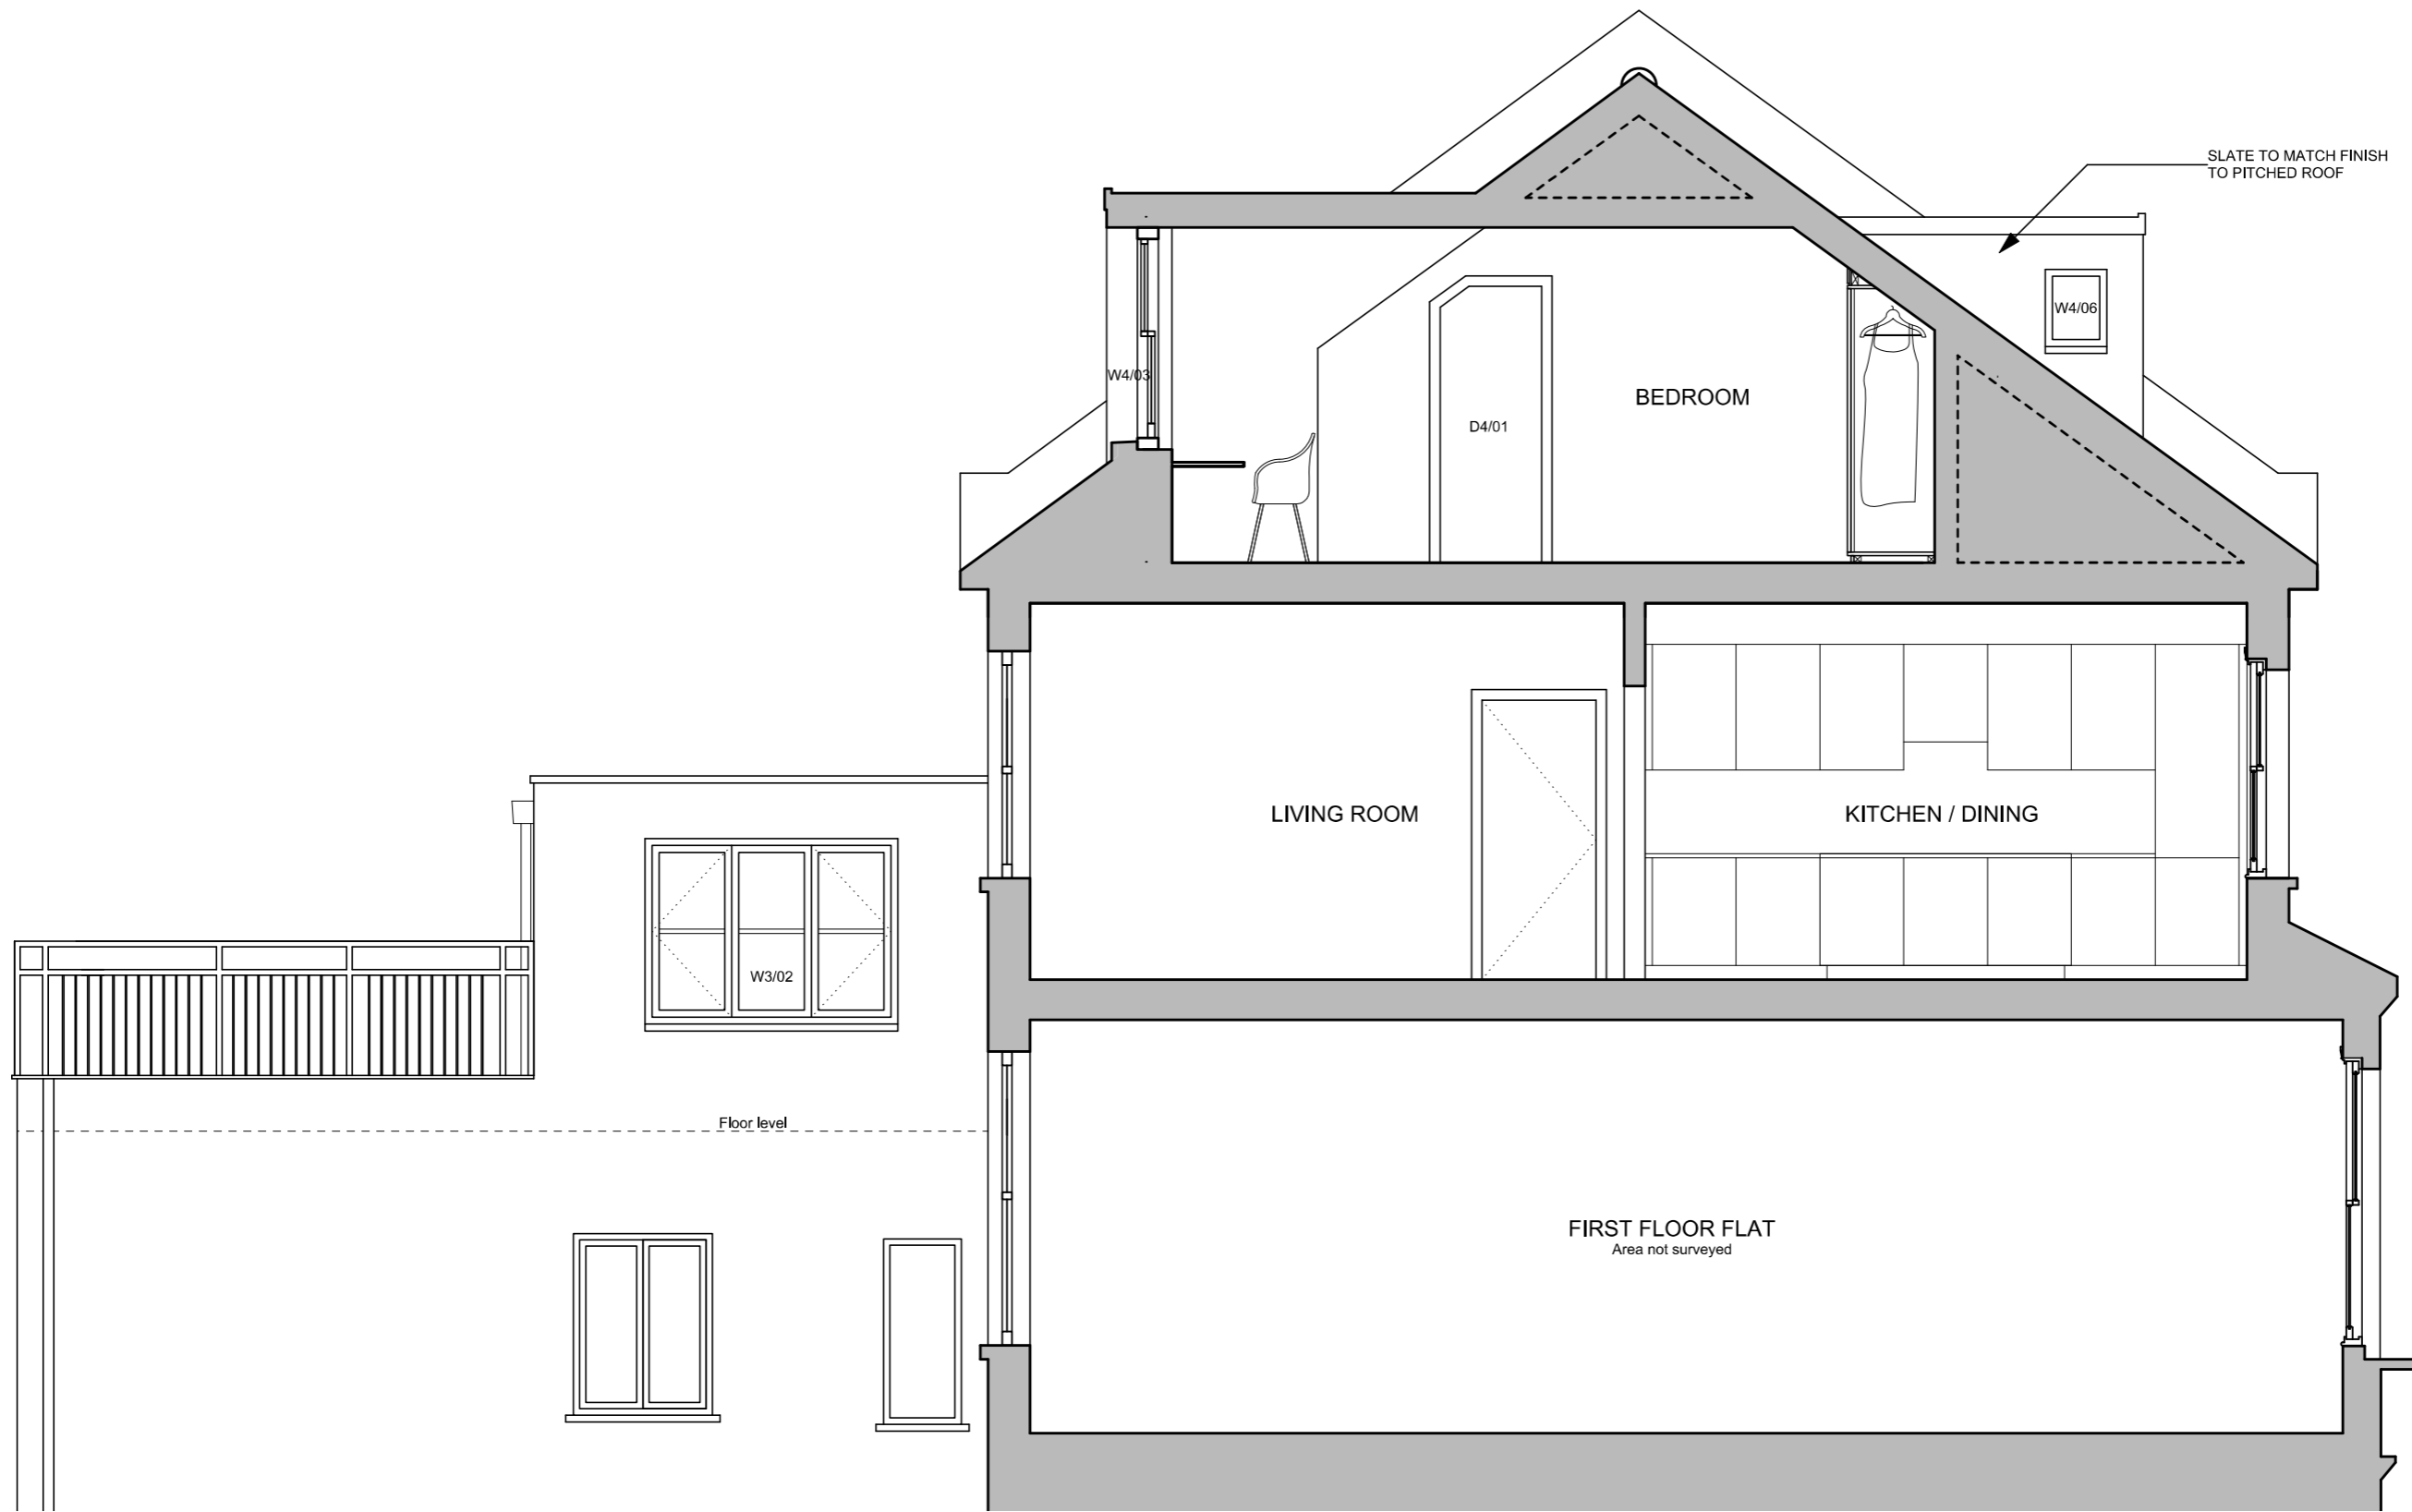 SLATE TO MATCH FINISH
TO PITCHED ROOF
W4/06
W4/03
BEDROOM
D4/01
LIVING ROOM
KITCHEN / DINING
W3/02
Floor level
FIRST FLOOR FLAT
Area not surveyed